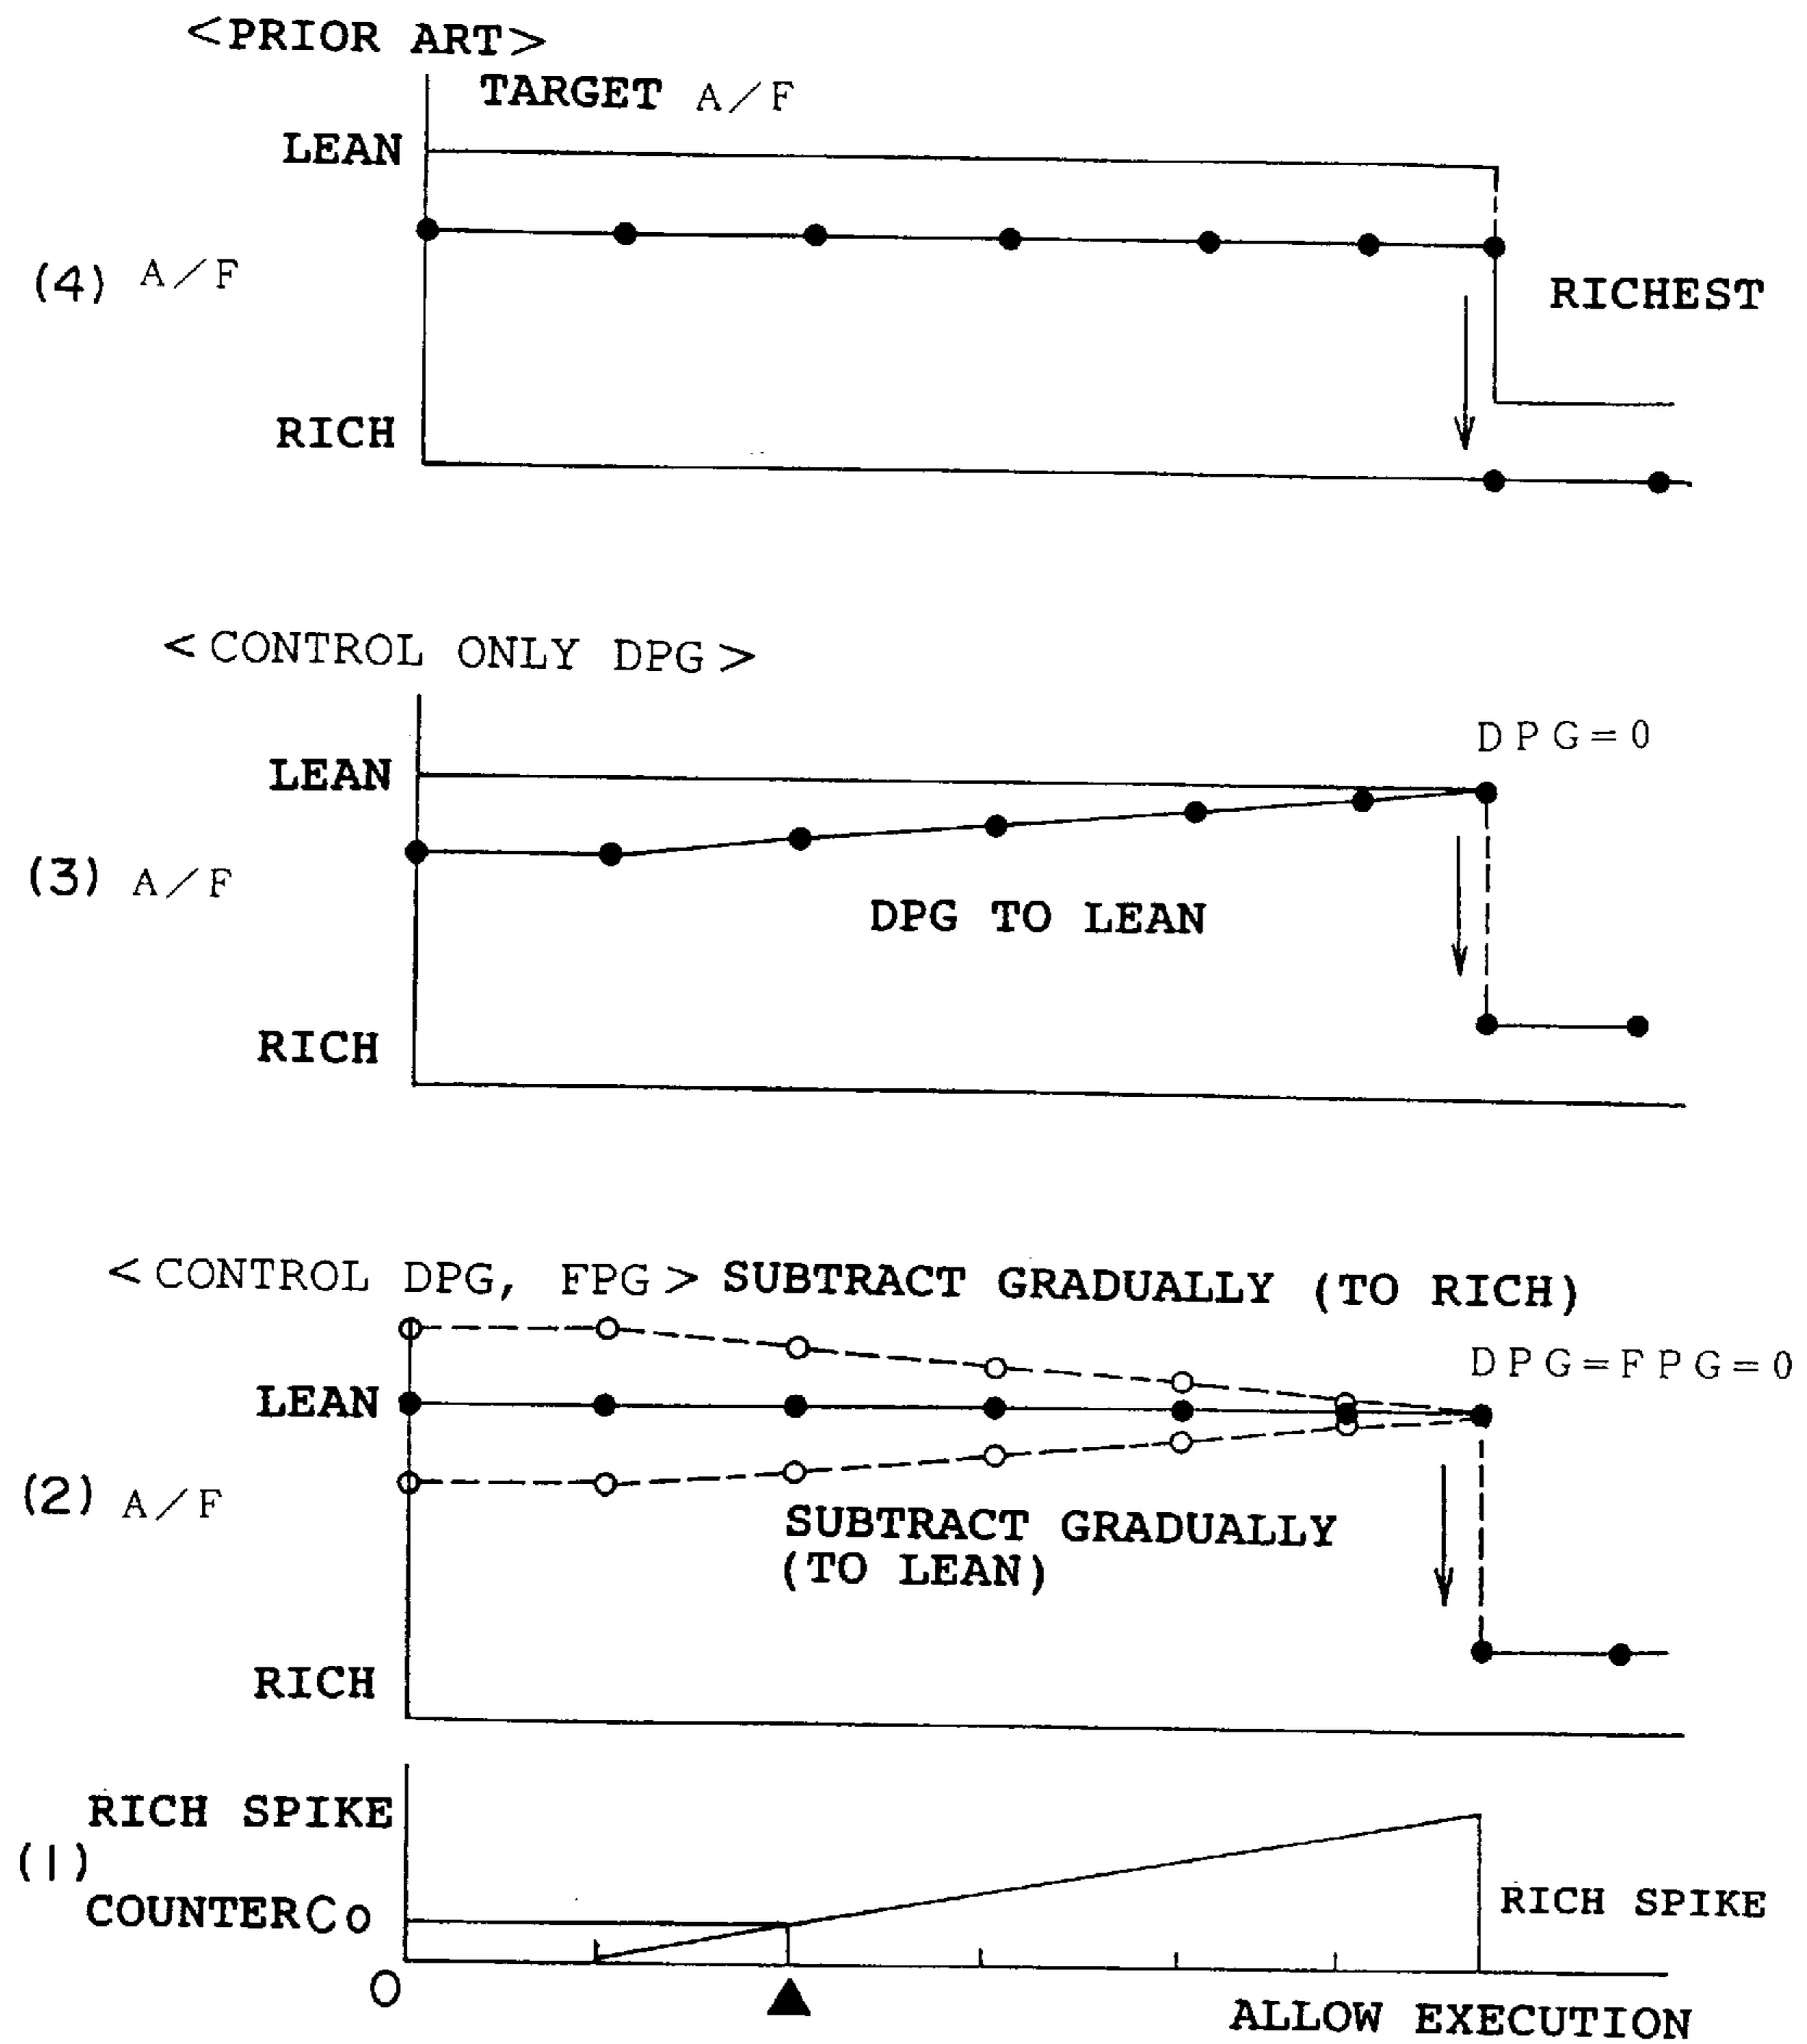 <PRIOR ART>
TARGET A/F
LEAN
(4) A/F
RICHEST
RICH
<CONTROL ONLY DPG>
DPG=0
LEAN
(3) A/F
DPG TO LEAN
RICH
<CONTROL DPG, FPG> SUBTRACT GRADUALLY (TO RICH)
DPG=FPG=0
LEAN
(2) A/F
SUBTRACT GRADUALLY
(TO LEAN)
RICH
RICH SPIKE
(1)
COUNTER Co
RICH SPIKE
O
ALLOW EXECUTION